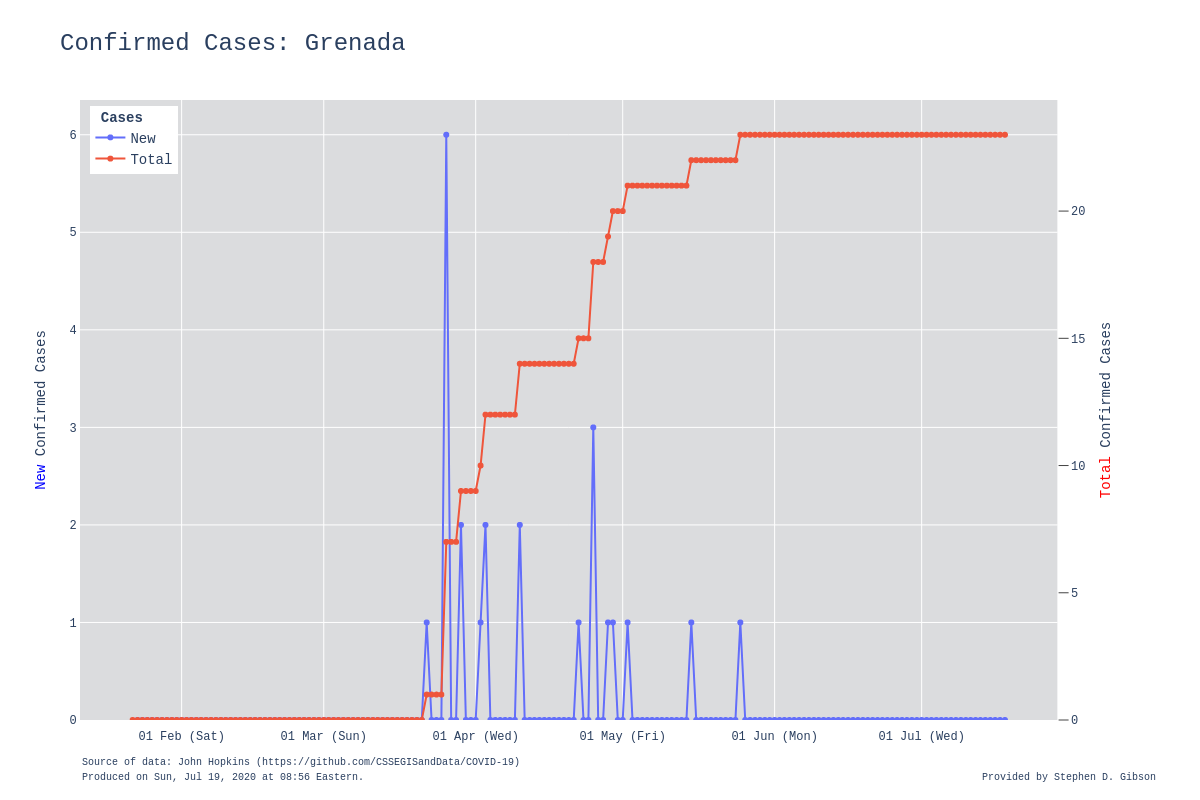 Confirmed Cases: Grenada
Cases
New
Total
6
5
4
3
2
1
0
20
15
10
5
0
New Confirmed Cases
Total Confirmed Cases
01 Feb (Sat)
01 Mar (Sun)
01 Apr (Wed)
01 May (Fri)
01 Jun (Mon)
01 Jul (Wed)
Source of data: John Hopkins (https://github.com/CSSEGISandData/COVID-19)
Produced on Sun, Jul 19, 2020 at 08:56 Eastern.
Provided by Stephen D. Gibson